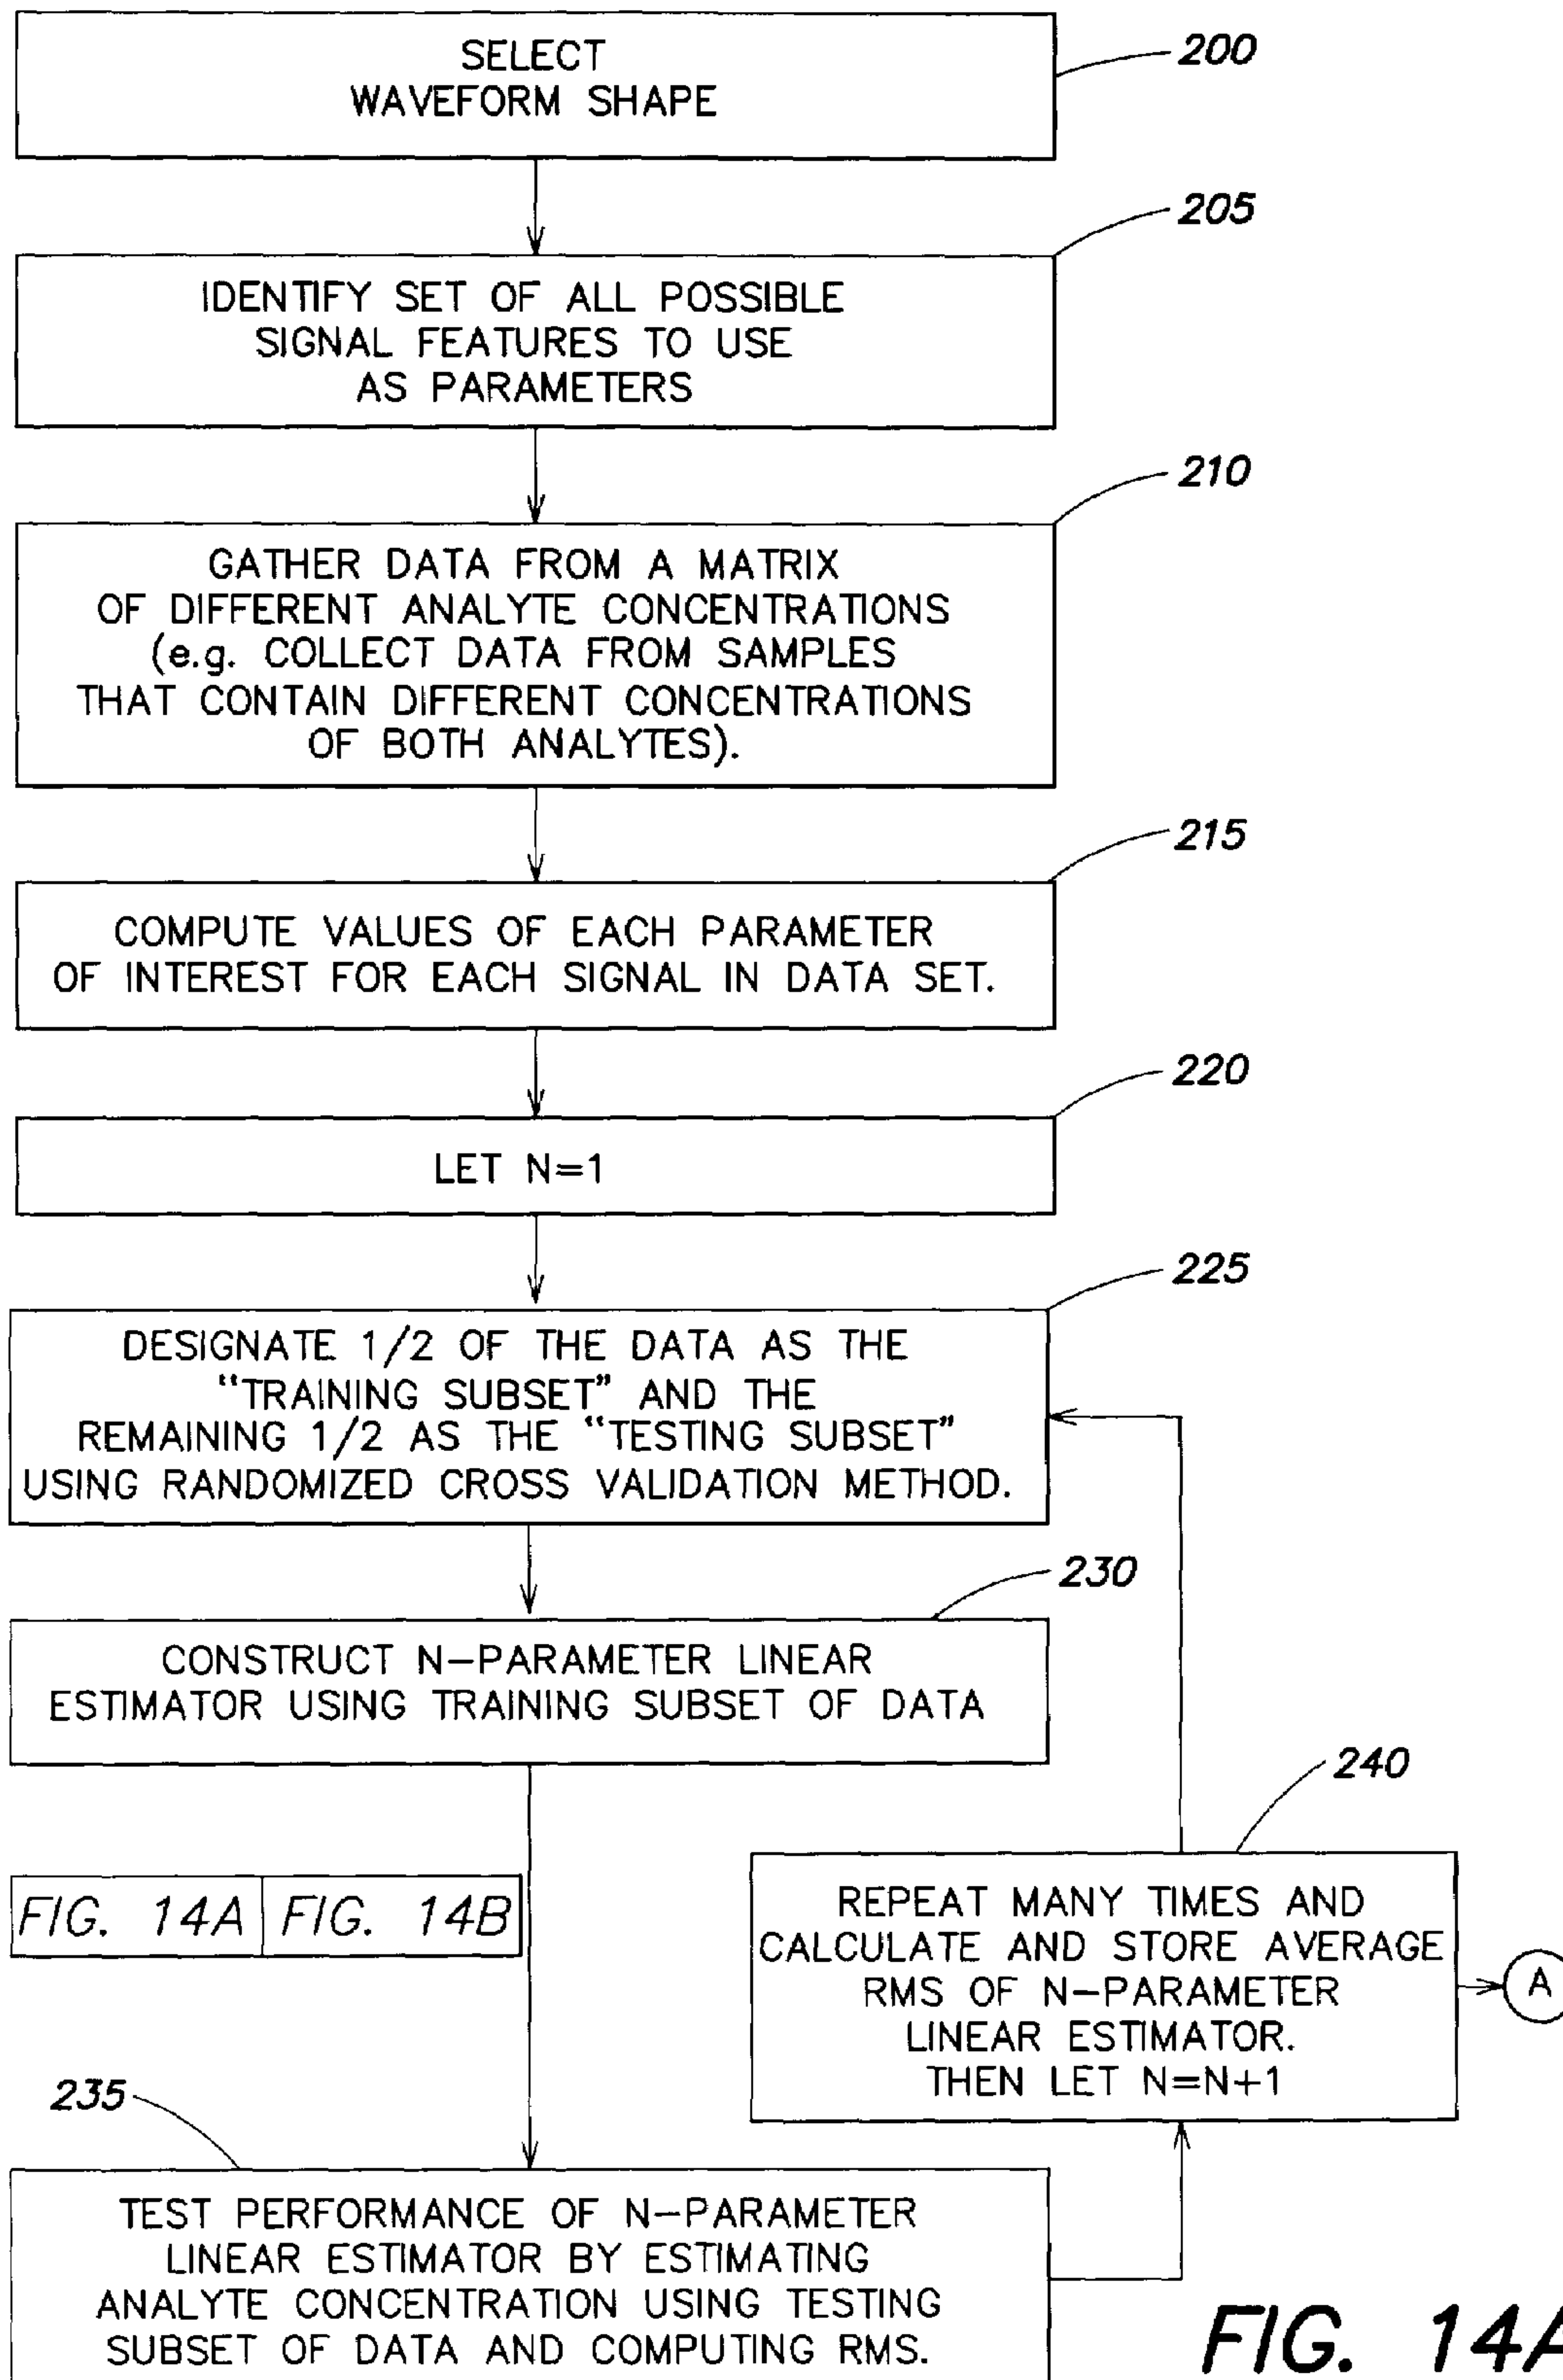 SELECT
WAVEFORM SHAPE
200
IDENTIFY SET OF ALL POSSIBLE
SIGNAL FEATURES TO USE
AS PARAMETERS
205
GATHER DATA FROM A MATRIX
OF DIFFERENT ANALYTE CONCENTRATIONS
(e.g. COLLECT DATA FROM SAMPLES
THAT CONTAIN DIFFERENT CONCENTRATIONS
OF BOTH ANALYTES).
210
COMPUTE VALUES OF EACH PARAMETER
OF INTEREST FOR EACH SIGNAL IN DATA SET.
215
LET N=1
220
DESIGNATE 1/2 OF THE DATA AS THE
"TRAINING SUBSET" AND THE
REMAINING 1/2 AS THE "TESTING SUBSET"
USING RANDOMIZED CROSS VALIDATION METHOD.
225
CONSTRUCT N-PARAMETER LINEAR
ESTIMATOR USING TRAINING SUBSET OF DATA
230
FIG. 14A FIG. 14B
REPEAT MANY TIMES AND
CALCULATE AND STORE AVERAGE
RMS OF N-PARAMETER
LINEAR ESTIMATOR.
THEN LET N=N+1
240
A
235
TEST PERFORMANCE OF N-PARAMETER
LINEAR ESTIMATOR BY ESTIMATING
ANALYTE CONCENTRATION USING TESTING
SUBSET OF DATA AND COMPUTING RMS.
FIG. 14A